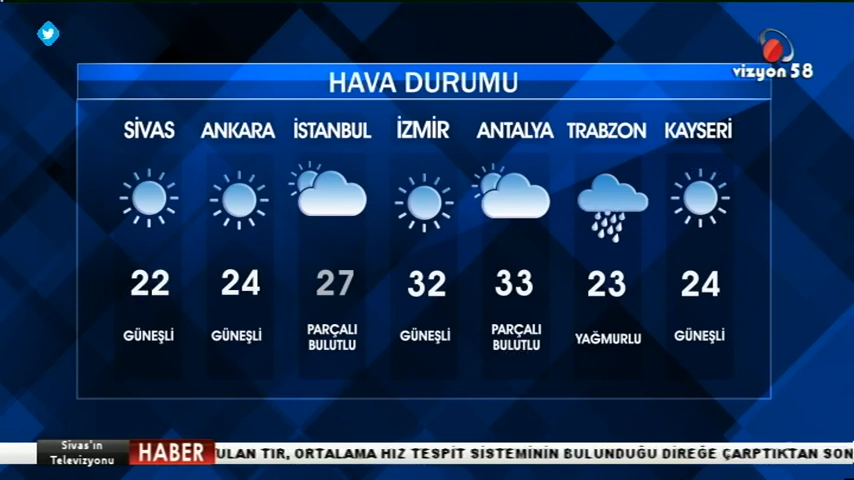 vizyon 58
HAVA DURUMU
SİVAS ANKARA İSTANBUL İZMİR ANTALYA TRABZON KAYSERİ
22 24 27 32 33 23 24
GÜNEŞLİ GÜNEŞLİ PARÇALI BULUTLU GÜNEŞLİ PARÇALI BULUTLU YAĞMURLU GÜNEŞLİ
Sivas'ın
Televizyonu
HABER
ULAN TIR, ORTALAMA HIZ TESPİT SİSTEMİNİN BULUNDUĞU DİREĞE ÇARPTIKTAN SON